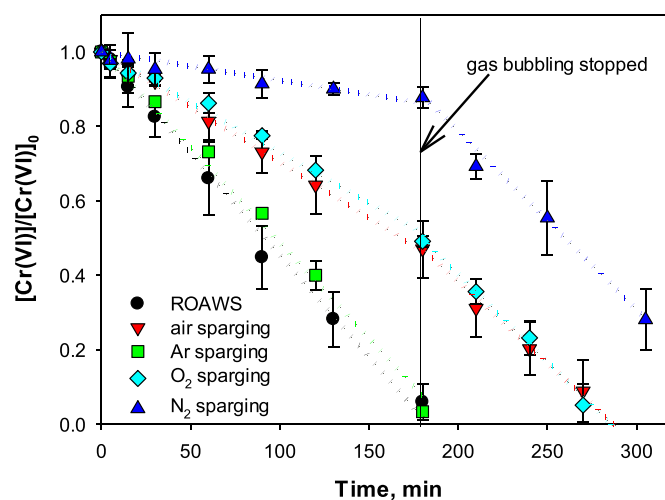 gas bubbling stopped
[Cr(VI)]/[Cr(VI)]₀
1.0
0.8
0.6
0.4
0.2
0.0
ROAWS
air sparging
Ar sparging
O₂ sparging
N₂ sparging
0 50 100 150 200 250 300
Time, min